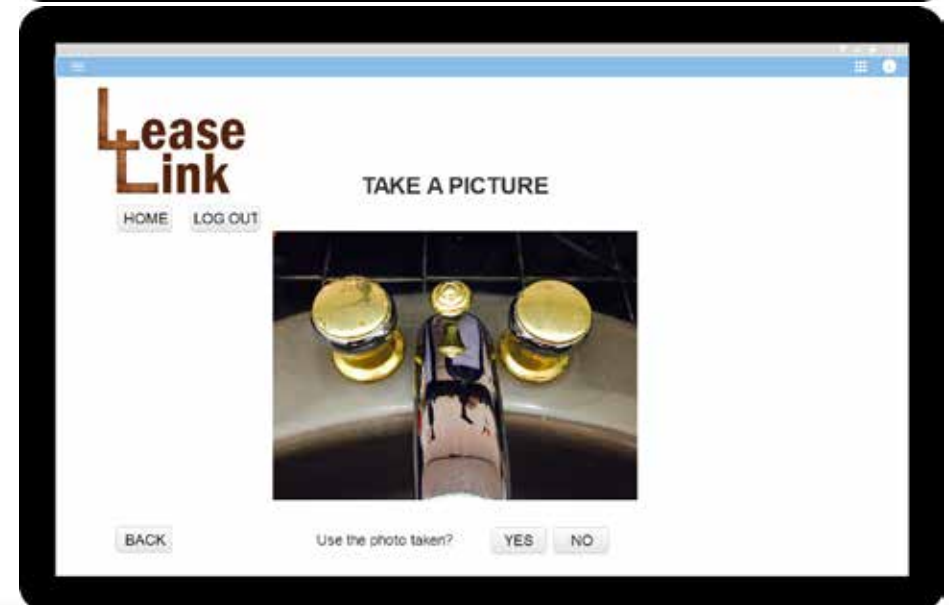 Lease
Link
TAKE A PICTURE
HOME LOG OUT
BACK Use the photo taken? YES NO